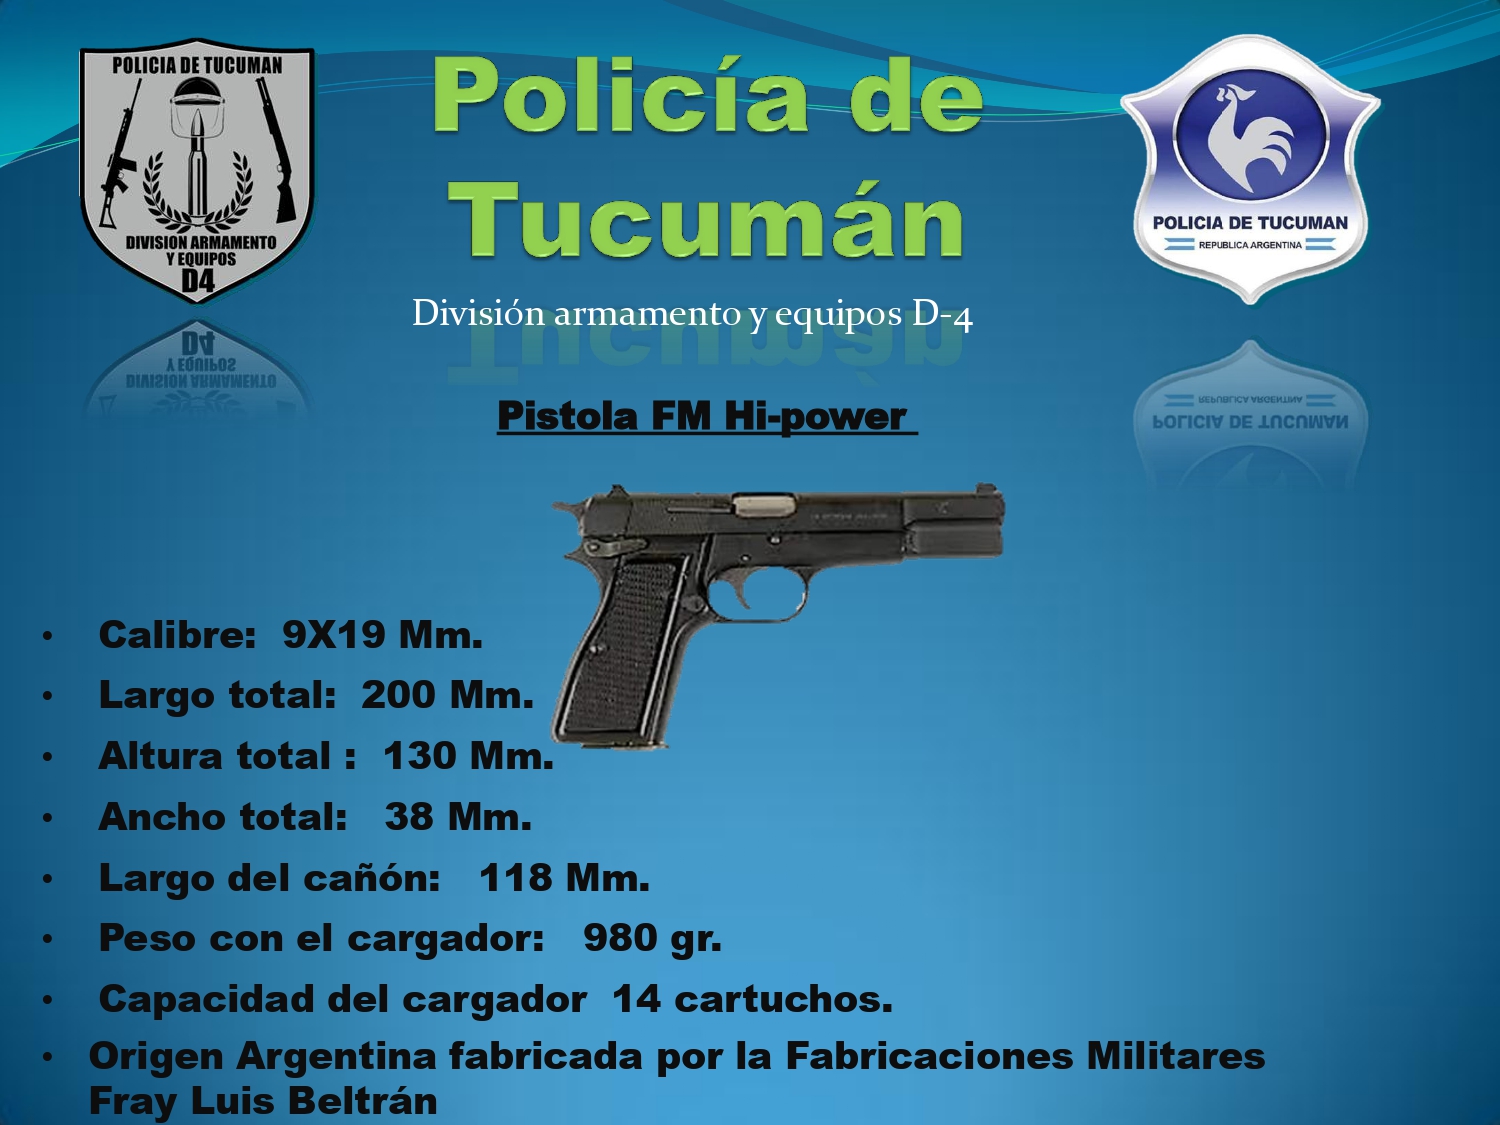 POLICIA DE TUCUMAN
DIVISION ARMAMENTO
Y EQUIPOS
D4
Policía de
Tucumán
POLICIA DE TUCUMAN
REPUBLICA ARGENTINA
División armamento y equipos D-4
Pistola FM Hi-power
• Calibre: 9X19 Mm.
• Largo total: 200 Mm.
• Altura total : 130 Mm.
• Ancho total: 38 Mm.
• Largo del cañón: 118 Mm.
• Peso con el cargador: 980 gr.
• Capacidad del cargador 14 cartuchos.
• Origen Argentina fabricada por la Fabricaciones Militares
Fray Luis Beltrán